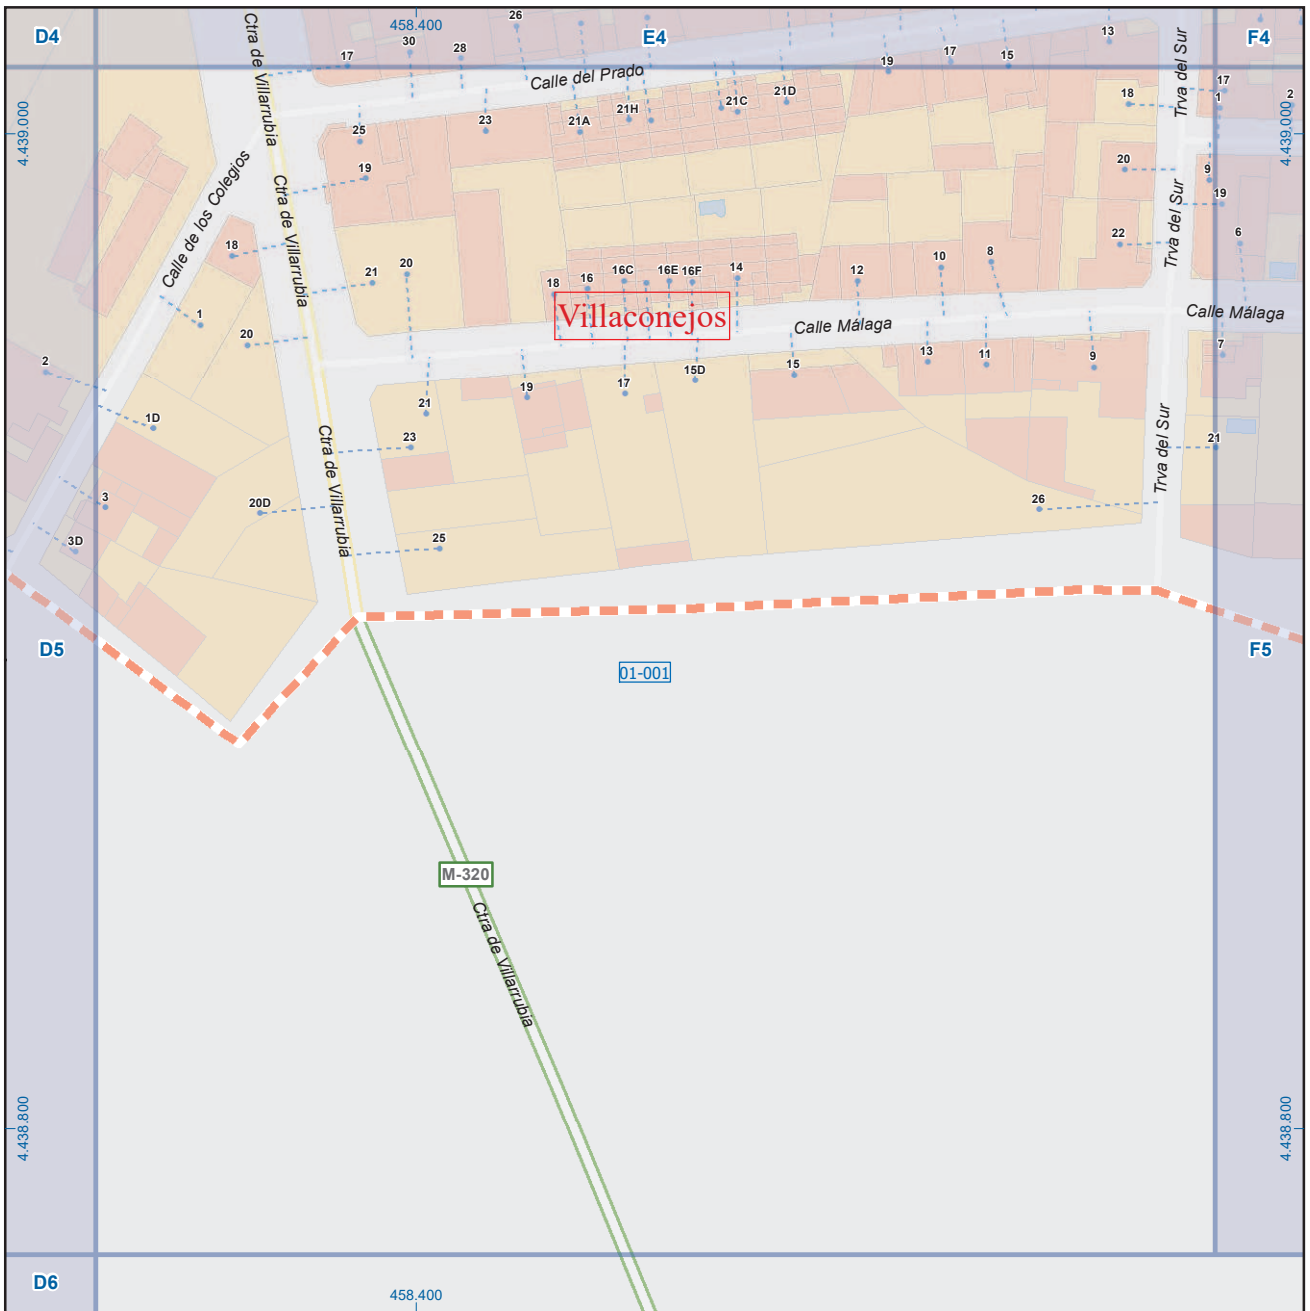 D4
458.400
26
E4
F4
30
28
17
17
15
13
19
Ctra de Villarrubia
Calle del Prado
Trva del Sur
17
4.439.000
25
23
21A
21H
21C
21D
18
1
2
4.439.000
19
20
9
19
Calle de los Colegios
Ctra de Villarrubia
Trva del Sur
18
22
6
21
20
18
16
16C
16E
16F
14
12
10
8
1
Villaconejos
Calle Málaga
Calle Málaga
20
2
13
11
9
7
15D
15
19
17
1D
21
23
21
Ctra de Villarrubia
Trva del Sur
3
20D
26
3D
25
D5
F5
01-001
M-320
Ctra de Villarrubia
4.438.800
4.438.800
D6
458.400